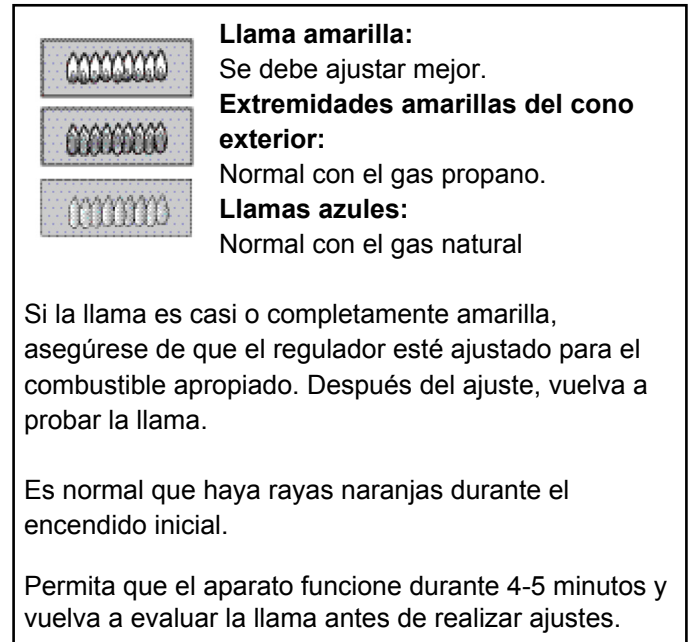 Llama amarilla:
Se debe ajustar mejor.
Extremidades amarillas del cono
exterior:
Normal con el gas propano.
Llamas azules:
Normal con el gas natural
Si la llama es casi o completamente amarilla,
asegúrese de que el regulador esté ajustado para el
combustible apropiado. Después del ajuste, vuelva a
probar la llama.
Es normal que haya rayas naranjas durante el
encendido inicial.
Permita que el aparato funcione durante 4-5 minutos y
vuelva a evaluar la llama antes de realizar ajustes.